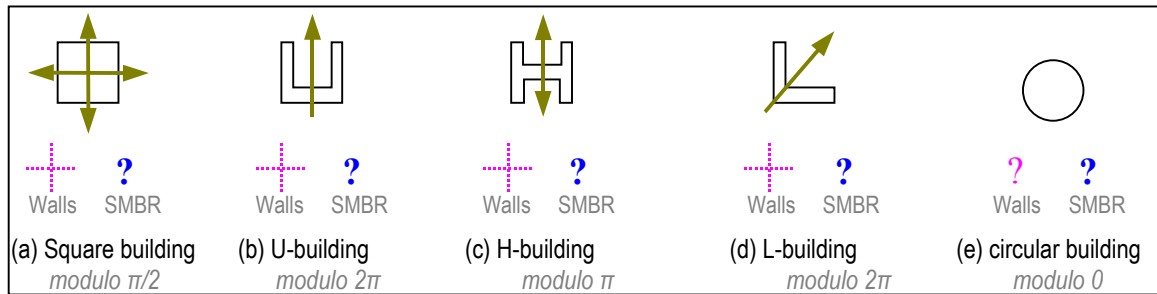 ? ? ? ? ? ?
Walls SMBR Walls SMBR Walls SMBR Walls SMBR Walls SMBR
(a) Square building (b) U-building (c) H-building (d) L-building (e) circular building
modulo π/2 modulo 2π modulo π modulo 2π modulo 0